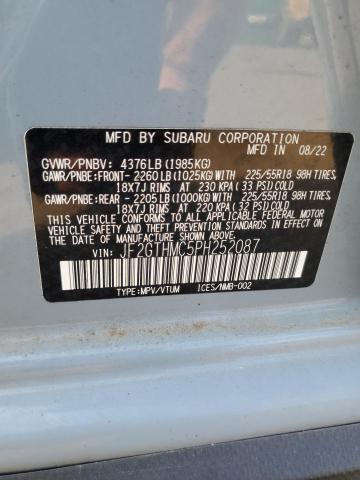 MFD BY SUBARU CORPORATION
MFD IN 08/22
GVWR/PNBV: 4376LB(1985KG)
GAWR/PNBE:FRONT- 2260LB(1025KG)WITH 225/55R18 98H TIRES,
18X7J RIMS AT 230 KPA(33 PSI)COLD
GAWR/PNBE:REAR - 2205LB(1000KG)WITH 225/55R18 98H TIRES,
18X7J RIMS AT 220 KPA(32 PSI)COLD
THIS VEHICLE CONFORMS TO ALL APPLICABLE
U.S. FEDERAL MOTOR VEHICLE SAFETY AND
BUMPER STANDARDS IN EFFECT ON THE DATE OF
MANUFACTURE SHOWN ABOVE.
VIN: JF2GTHMC5PH252087
TYPE:MPV/VTUM ICES/NMB-002